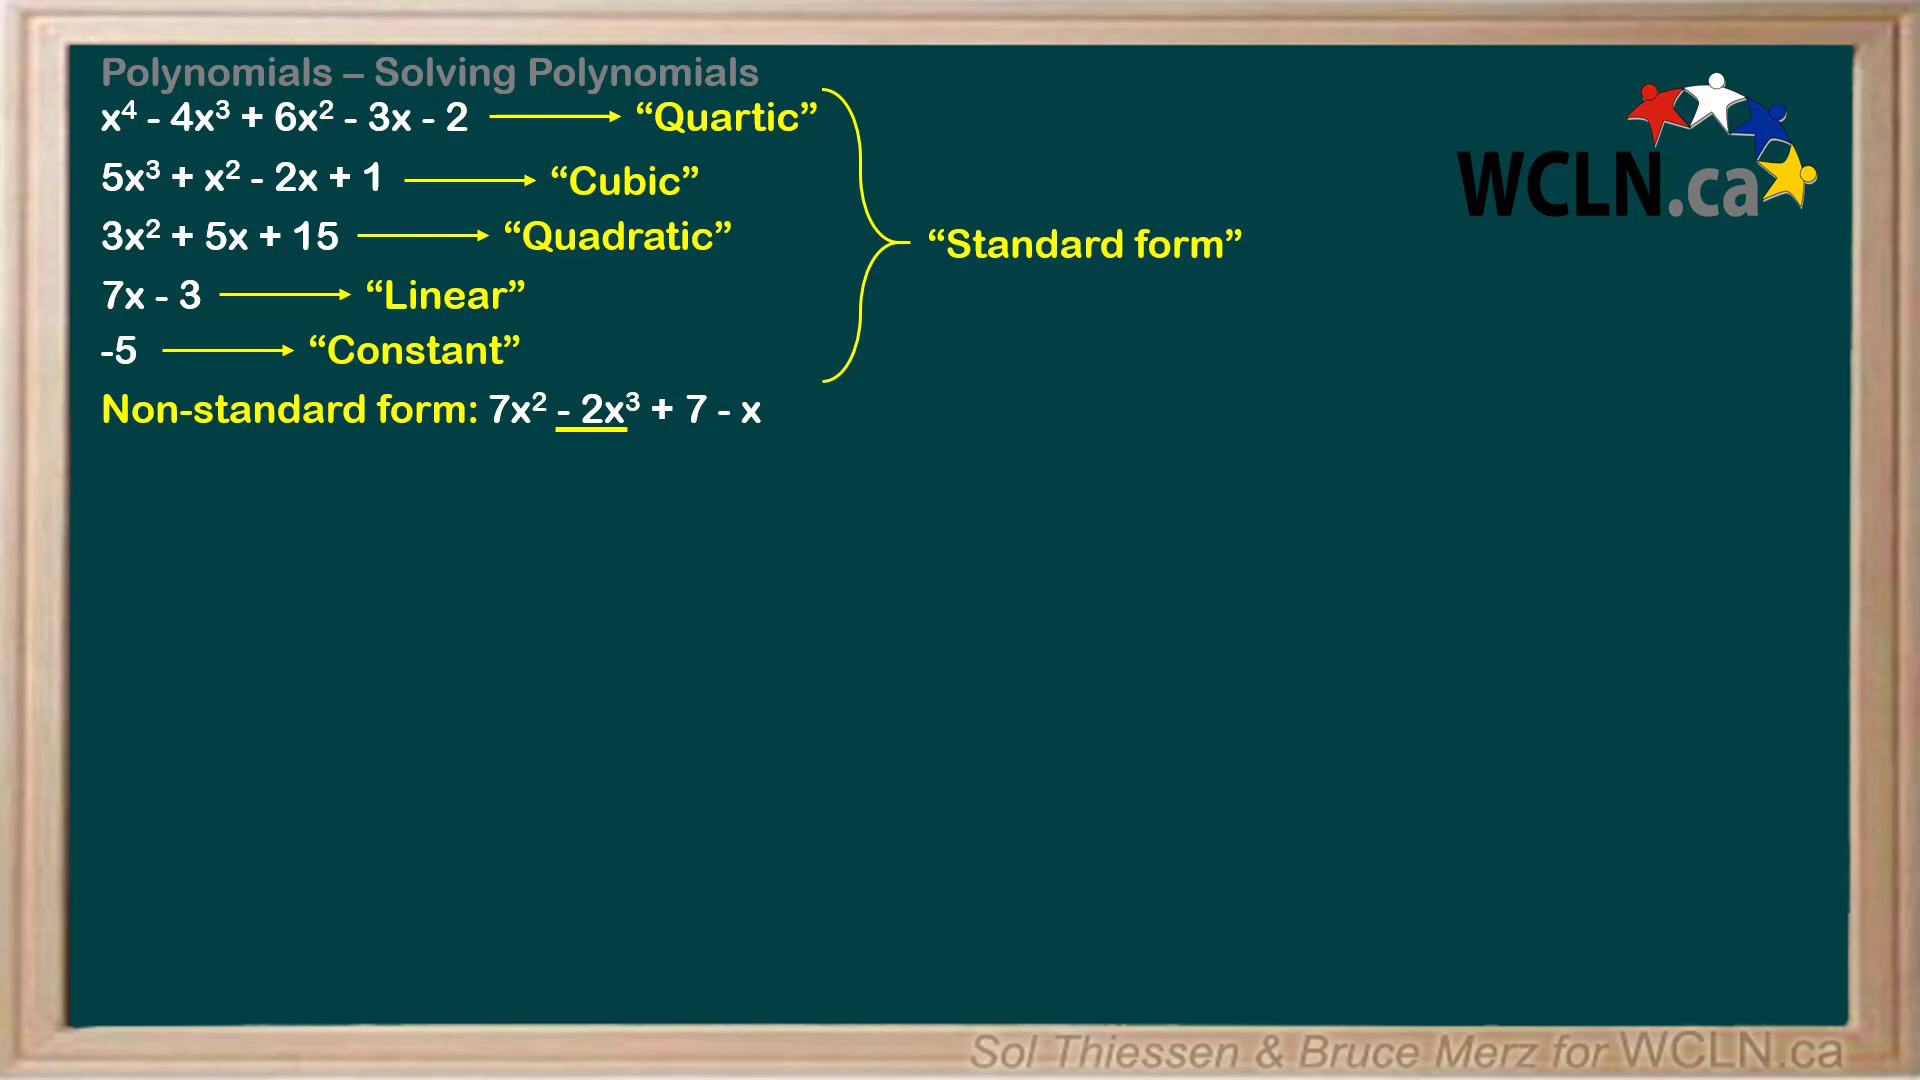 Polynomials – Solving Polynomials
x⁴ - 4x³ + 6x² - 3x - 2 “Quartic”
5x³ + x² - 2x + 1 “Cubic”
3x² + 5x + 15 “Quadratic”
“Standard form”
7x - 3 “Linear”
-5 “Constant”
Non-standard form: 7x² - 2x³ + 7 - x
WCLN.ca
Sol Thiessen & Bruce Merz for WCLN.ca